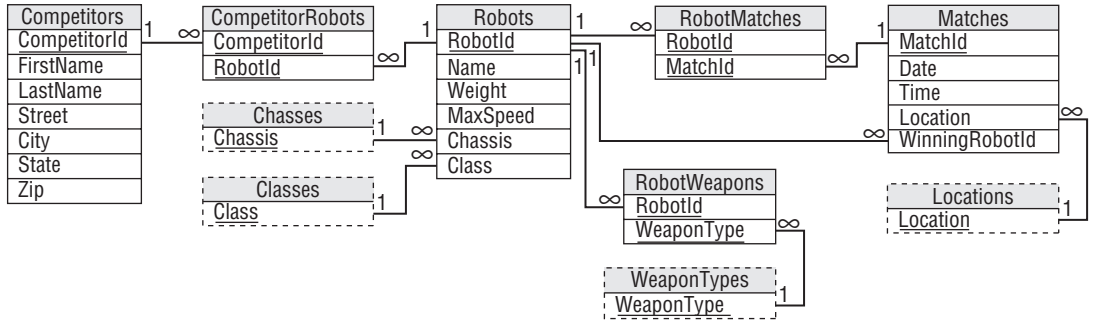 Competitors
CompetitorId
FirstName
LastName
Street
City
State
Zip
1
∞
CompetitorRobots
CompetitorId
RobotId
∞
1
Chasses
Chassis
1
∞
Classes
Class
1
∞
Robots
RobotId
Name
Weight
MaxSpeed
Chassis
Class
1
∞
1
1
RobotMatches
RobotId
MatchId
∞
1
Matches
MatchId
Date
Time
Location
WinningRobotId
∞
∞
RobotWeapons
RobotId
WeaponType
∞
∞
WeaponTypes
WeaponType
1
Locations
Location
1